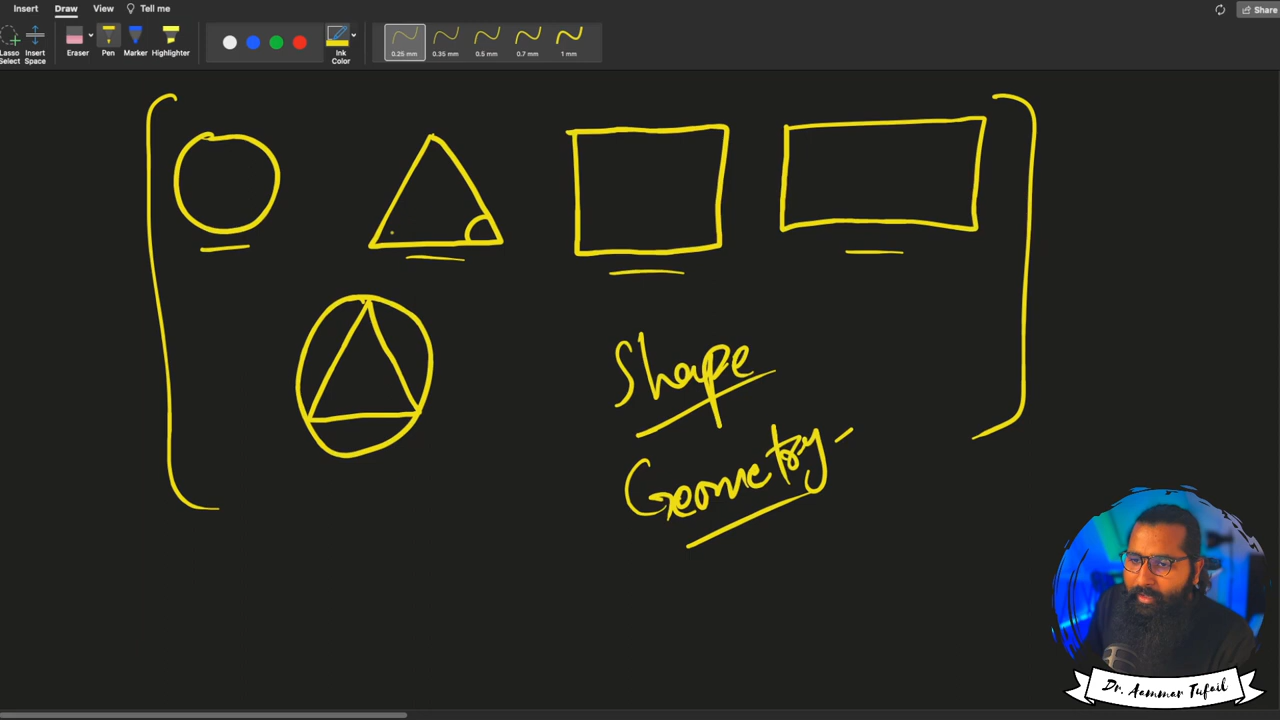 Insert Draw View Tell me
Share
Lasso Select
Insert Space
Eraser
Pen
Marker
Highlighter
Ink Color
0.25 mm
0.35 mm
0.5 mm
0.7 mm
1 mm
Shape
Geometry
Dr. Aammar Tufail